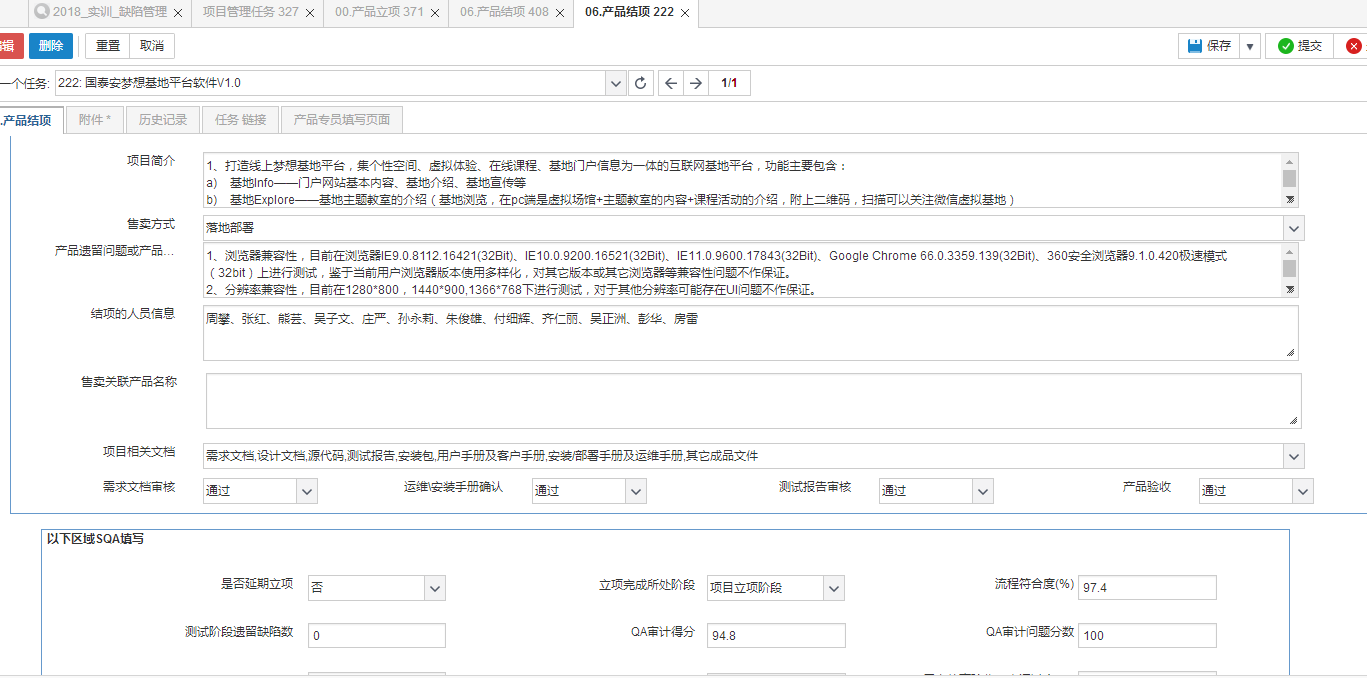 2018_实训_缺陷管理 项目管理任务 327 00.产品立项 371 06.产品结项 408 06.产品结项 222
辑 删除 重置 取消 保存 提交
一个任务: 222: 国泰安梦想基地平台软件V1.0 1/1
.产品结项 附件 * 历史记录 任务 链接 产品专员填写页面
项目简介
1、打造线上梦想基地平台，集个性空间、虚拟体验、在线课程、基地门户信息为一体的互联网基地平台，功能主要包含：
a) 基地Info——门户网站基本内容、基地介绍、基地宣传等
b) 基地Explore——基地主题教室的介绍（基地浏览，在pc端是虚拟场馆+主题教室的内容+课程活动的介绍，附上二维码，扫描可以关注微信虚拟基地）
售卖方式 落地部署
产品遗留问题或产品...
1、浏览器兼容性，目前在浏览器IE9.0.8112.16421(32Bit)、IE10.0.9200.16521(32Bit)、IE11.0.9600.17843(32Bit)、Google Chrome 66.0.3359.139(32Bit)、360安全浏览器9.1.0.420极速模式
（32bit）上进行测试，鉴于当前用户浏览器版本使用多样化，对其它版本或其它浏览器等兼容性问题不作保证。
2、分辨率兼容性，目前在1280*800，1440*900,1366*768下进行测试，对于其他分辨率可能存在UI问题不作保证。
结项的人员信息 周攀、张红、熊芸、吴子文、庄严、孙永莉、朱俊雄、付细辉、齐仁丽、吴正洲、彭华、房雷
售卖关联产品名称
项目相关文档 需求文档,设计文档,源代码,测试报告,安装包,用户手册及客户手册,安装/部署手册及运维手册,其它成品文件
需求文档审核 通过 运维\安装手册确认 通过 测试报告审核 通过 产品验收 通过
以下区域SQA填写
是否延期立项 否 立项完成所处阶段 项目立项阶段 流程符合度(%) 97.4
测试阶段遗留缺陷数 0 QA审计得分 94.8 QA审计问题分数 100